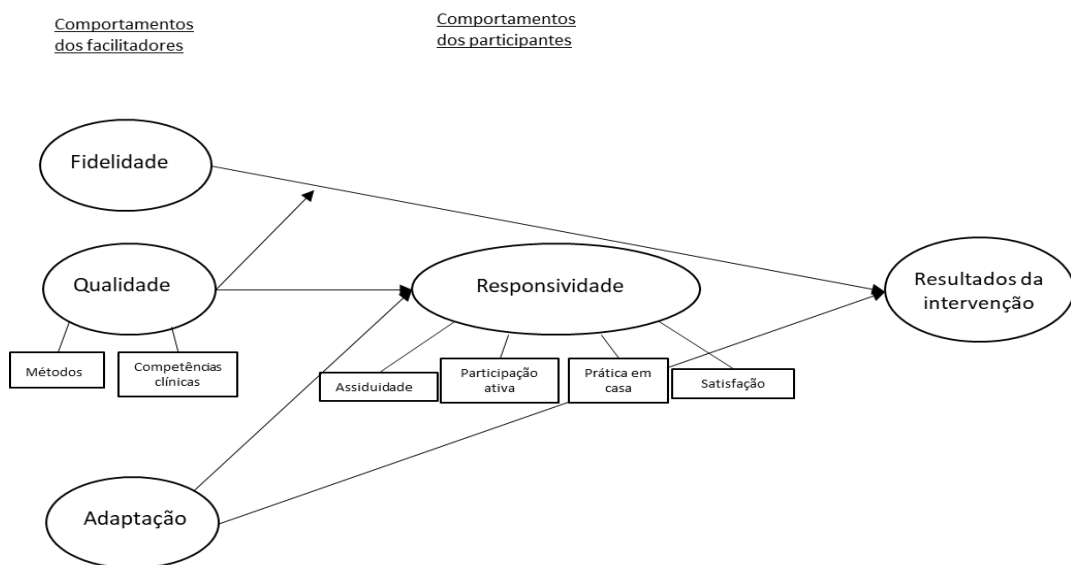 Comportamentos
dos facilitadores
Comportamentos
dos participantes
Fidelidade
Qualidade
Responsividade
Resultados da
intervenção
Métodos
Competências
clínicas
Assiduidade
Participação
ativa
Prática em
casa
Satisfação
Adaptação